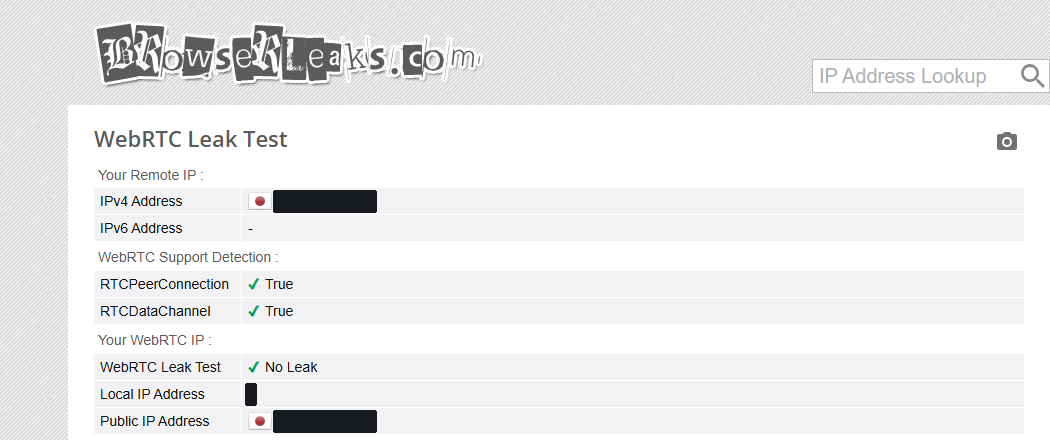 BRowseRLeaks.com
IP Address Lookup
WebRTC Leak Test
Your Remote IP :
IPv4 Address
IPv6 Address -
WebRTC Support Detection :
RTCPeerConnection ✔ True
RTCDataChannel ✔ True
Your WebRTC IP :
WebRTC Leak Test ✔ No Leak
Local IP Address
Public IP Address